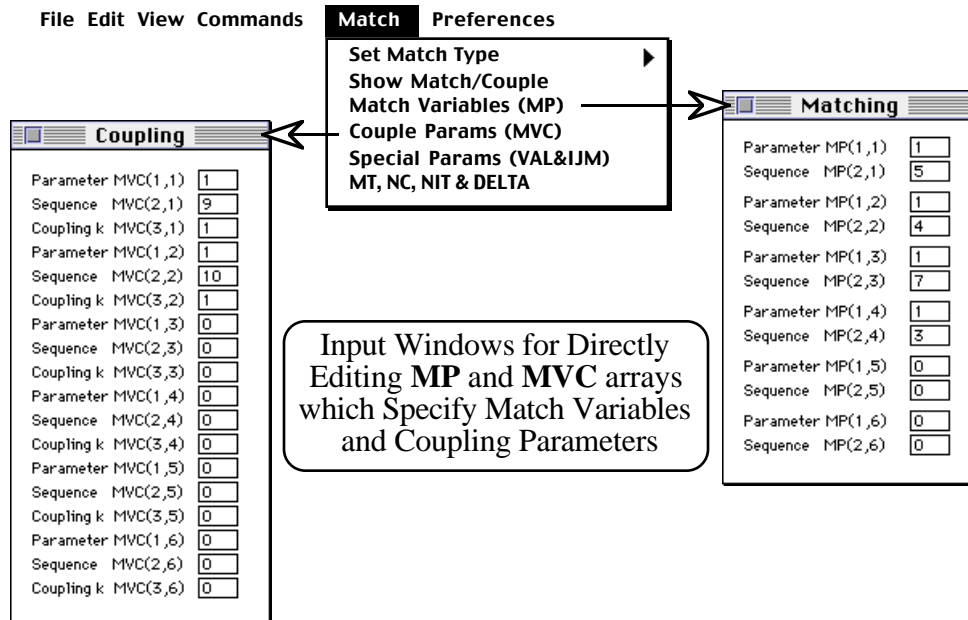 File Edit View Commands Match Preferences
Set Match Type
Show Match/Couple
Match Variables (MP)
Couple Params (MVC)
Special Params (VAL&IJM)
MT, NC, NIT & DELTA
Coupling
Parameter MVC(1,1) 1
Sequence MVC(2,1) 9
Coupling k MVC(3,1) 1
Parameter MVC(1,2) 1
Sequence MVC(2,2) 10
Coupling k MVC(3,2) 1
Parameter MVC(1,3) 0
Sequence MVC(2,3) 0
Coupling k MVC(3,3) 0
Parameter MVC(1,4) 0
Sequence MVC(2,4) 0
Coupling k MVC(3,4) 0
Parameter MVC(1,5) 0
Sequence MVC(2,5) 0
Coupling k MVC(3,5) 0
Parameter MVC(1,6) 0
Sequence MVC(2,6) 0
Coupling k MVC(3,6) 0
Input Windows for Directly
Editing MP and MVC arrays
which Specify Match Variables
and Coupling Parameters
Matching
Parameter MP(1,1) 1
Sequence MP(2,1) 5
Parameter MP(1,2) 1
Sequence MP(2,2) 4
Parameter MP(1,3) 1
Sequence MP(2,3) 7
Parameter MP(1,4) 1
Sequence MP(2,4) 3
Parameter MP(1,5) 0
Sequence MP(2,5) 0
Parameter MP(1,6) 0
Sequence MP(2,6) 0